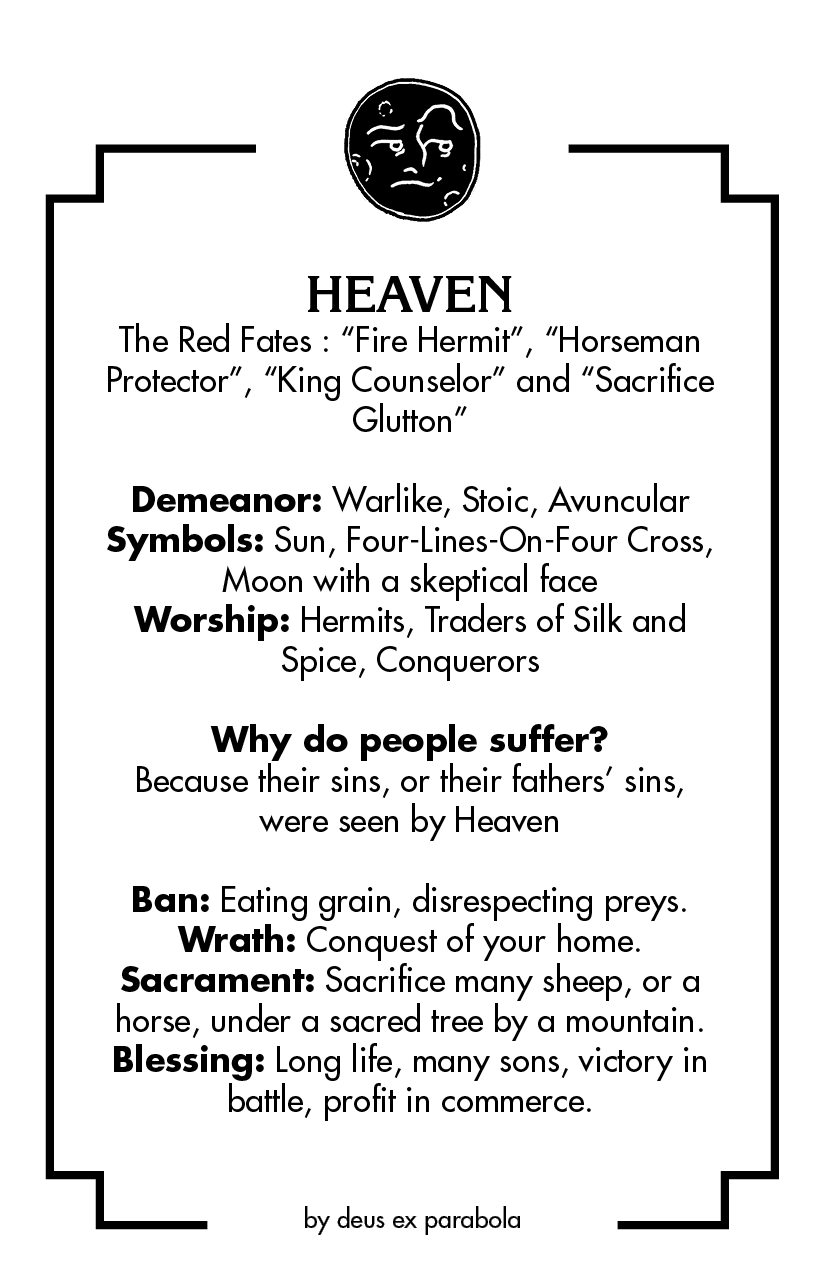 HEAVEN
The Red Fates : “Fire Hermit”, “Horseman
Protector”, “King Counselor” and “Sacrifice
Glutton”
Demeanor: Warlike, Stoic, Avuncular
Symbols: Sun, Four-Lines-On-Four Cross,
Moon with a skeptical face
Worship: Hermits, Traders of Silk and
Spice, Conquerors
Why do people suffer?
Because their sins, or their fathers’ sins,
were seen by Heaven
Ban: Eating grain, disrespecting preys.
Wrath: Conquest of your home.
Sacrament: Sacrifice many sheep, or a
horse, under a sacred tree by a mountain.
Blessing: Long life, many sons, victory in
battle, profit in commerce.
by deus ex parabola